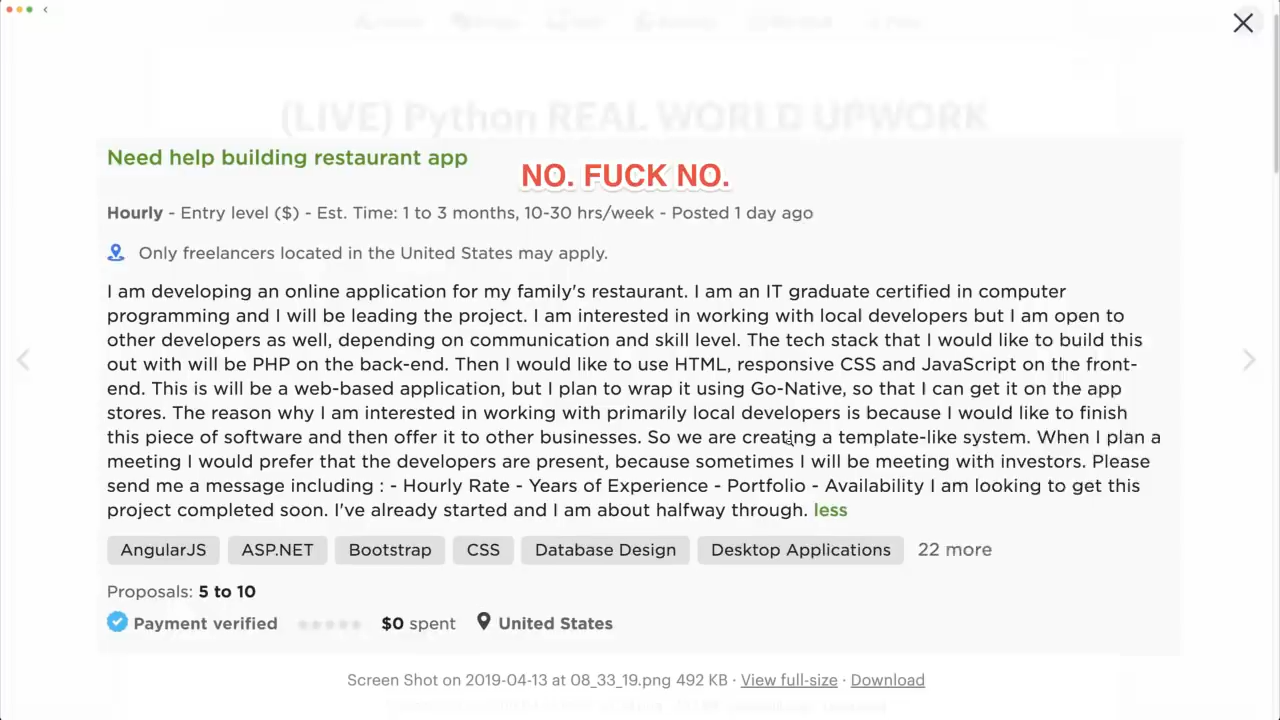 (LIVE) Python REAL WORLD UPWORK
Need help building restaurant app
NO. FUCK NO.
Hourly - Entry level ($) - Est. Time: 1 to 3 months, 10-30 hrs/week - Posted 1 day ago
Only freelancers located in the United States may apply.
I am developing an online application for my family's restaurant. I am an IT graduate certified in computer
programming and I will be leading the project. I am interested in working with local developers but I am open to
other developers as well, depending on communication and skill level. The tech stack that I would like to build this
out with will be PHP on the back-end. Then I would like to use HTML, responsive CSS and JavaScript on the front-
end. This is will be a web-based application, but I plan to wrap it using Go-Native, so that I can get it on the app
stores. The reason why I am interested in working with primarily local developers is because I would like to finish
this piece of software and then offer it to other businesses. So we are creating a template-like system. When I plan a
meeting I would prefer that the developers are present, because sometimes I will be meeting with investors. Please
send me a message including : - Hourly Rate - Years of Experience - Portfolio - Availability I am looking to get this
project completed soon. I've already started and I am about halfway through. less
AngularJS ASP.NET Bootstrap CSS Database Design Desktop Applications 22 more
Proposals: 5 to 10
Payment verified $0 spent United States
Screen Shot on 2019-04-13 at 08_33_19.png 492 KB · View full-size · Download